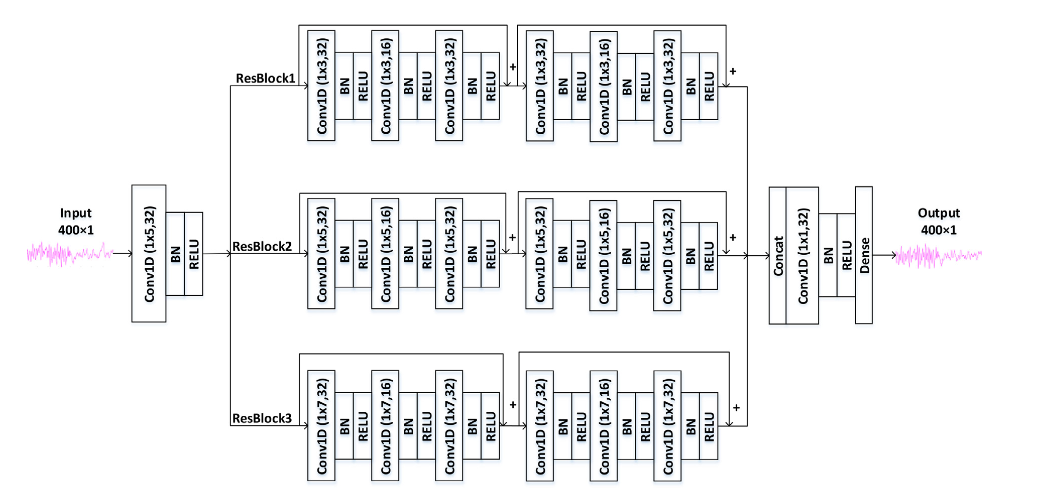 Input
400×1
Conv1D (1x5,32)
BN
RELU
ResBlock1
Conv1D (1x3,32)
BN
RELU
Conv1D (1x3,16)
BN
RELU
Conv1D (1x3,32)
BN
RELU
+
Conv1D (1x3,32)
BN
RELU
Conv1D (1x3,16)
BN
RELU
Conv1D (1x3,32)
BN
RELU
+
ResBlock2
Conv1D (1x5,32)
BN
RELU
Conv1D (1x5,16)
BN
RELU
Conv1D (1x5,32)
BN
RELU
+
Conv1D (1x5,32)
BN
RELU
Conv1D (1x5,16)
BN
RELU
Conv1D (1x5,32)
BN
RELU
+
ResBlock3
Conv1D (1x7,32)
BN
RELU
Conv1D (1x7,16)
BN
RELU
Conv1D (1x7,32)
BN
RELU
+
Conv1D (1x7,32)
BN
RELU
Conv1D (1x7,16)
BN
RELU
Conv1D (1x7,32)
BN
RELU
+
Concat
Conv1D (1x1,32)
BN
RELU
Dense
Output
400×1